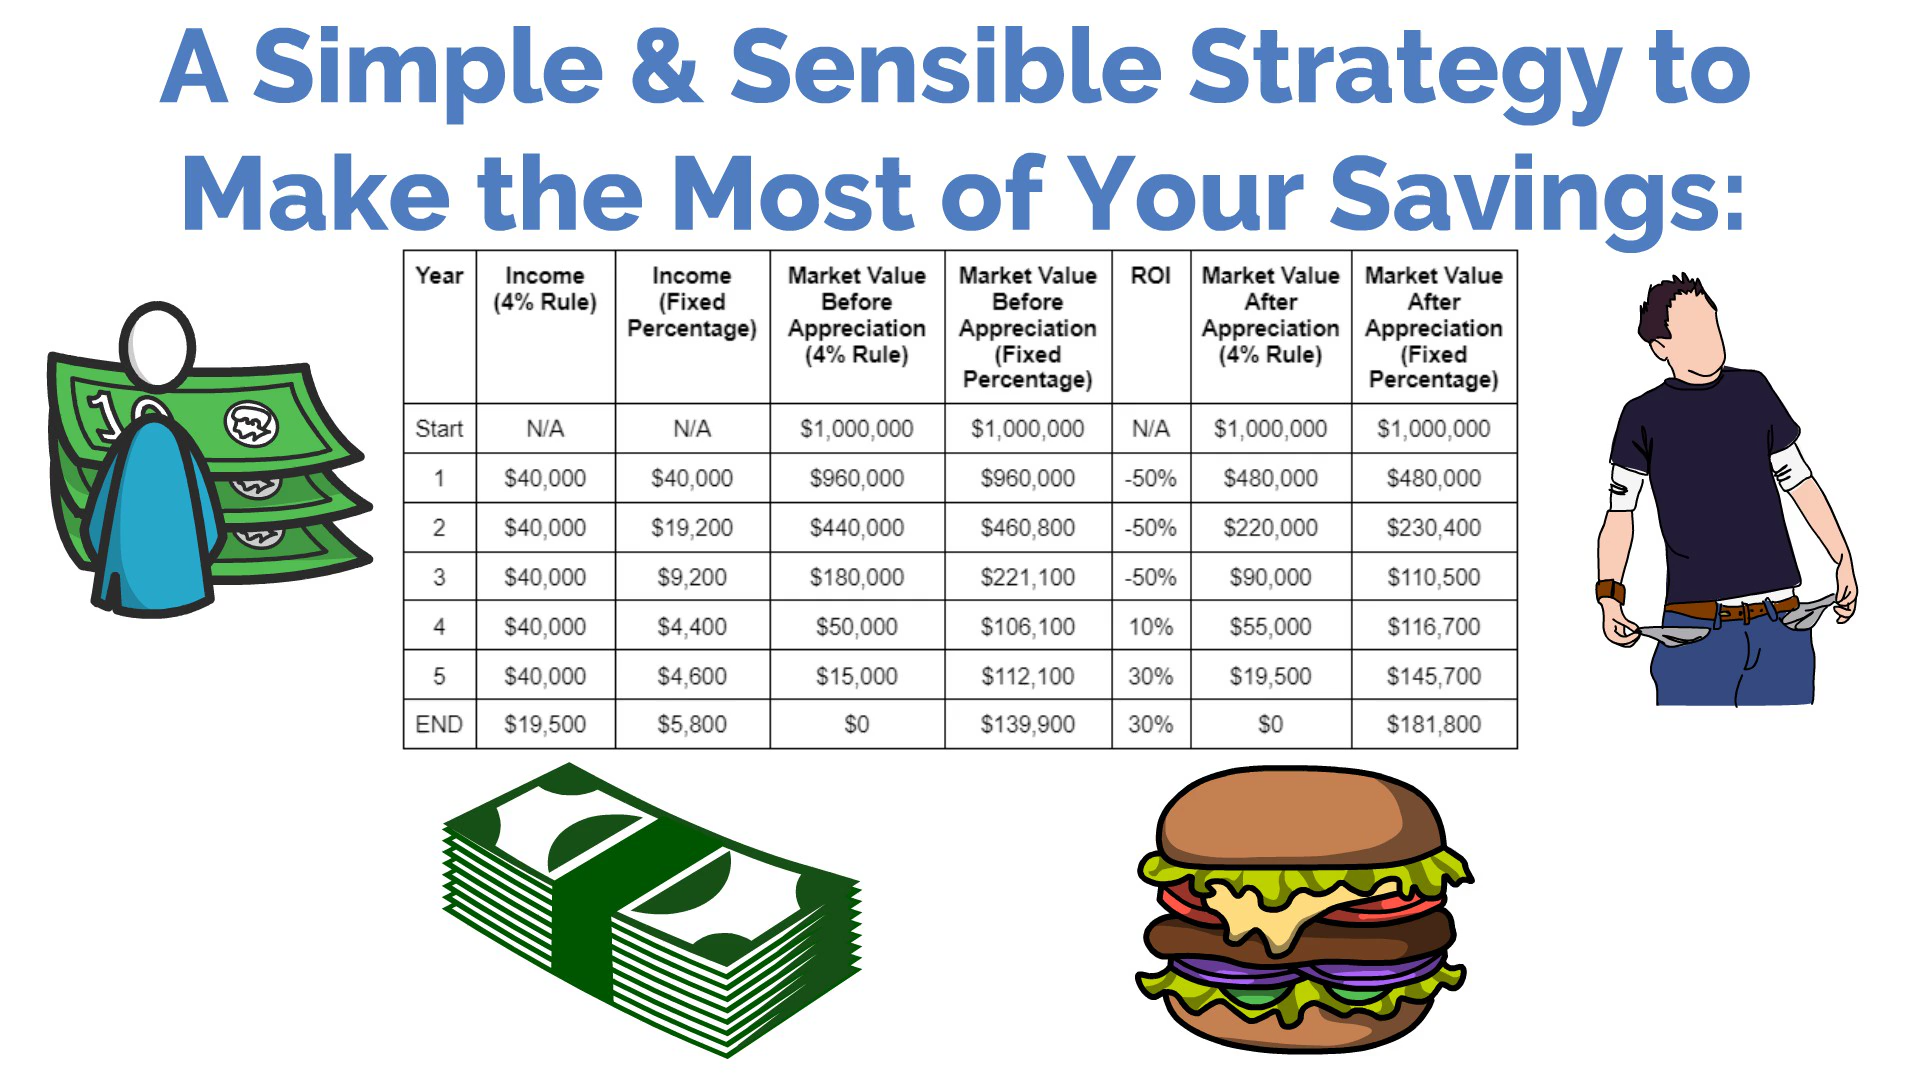 A Simple & Sensible Strategy to
Make the Most of Your Savings:
Year Income (4% Rule) Income (Fixed Percentage) Market Value Before Appreciation (4% Rule) Market Value Before Appreciation (Fixed Percentage) ROI Market Value After Appreciation (4% Rule) Market Value After Appreciation (Fixed Percentage)
Start N/A N/A $1,000,000 $1,000,000 N/A $1,000,000 $1,000,000
1 $40,000 $40,000 $960,000 $960,000 -50% $480,000 $480,000
2 $40,000 $19,200 $440,000 $460,800 -50% $220,000 $230,400
3 $40,000 $9,200 $180,000 $221,100 -50% $90,000 $110,500
4 $40,000 $4,400 $50,000 $106,100 10% $55,000 $116,700
5 $40,000 $4,600 $15,000 $112,100 30% $19,500 $145,700
END $19,500 $5,800 $0 $139,900 30% $0 $181,800
10